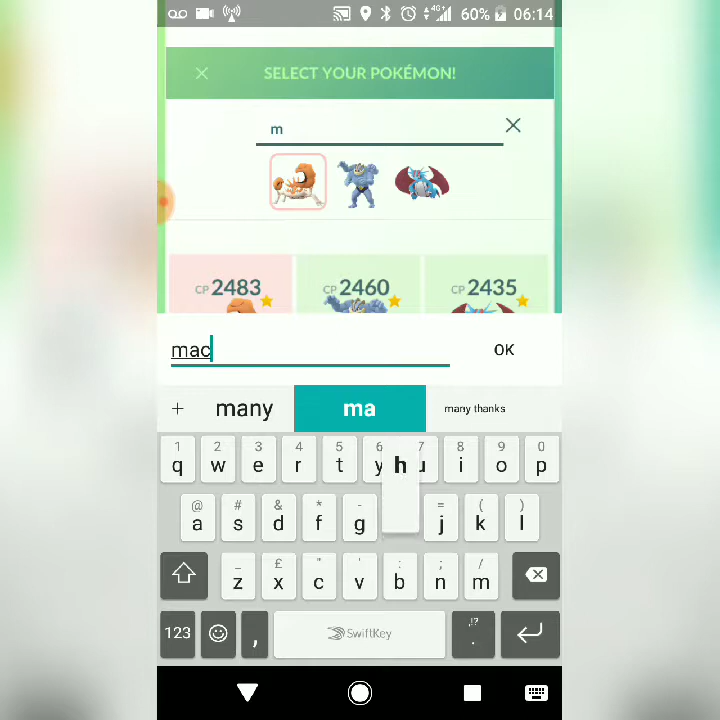 4G 60% 06:14
SELECT YOUR POKÉMON!
m
CP 2483 CP 2460 CP 2435
mac OK
+ many ma many thanks
1 2 3 4 5 6 7 8 9 0
q w e r t y h u i o p
@ # & * - = ( )
a s d f g j k l
_ £ " ' : ; /
z x c v b n m
!?
123 , SwiftKey .